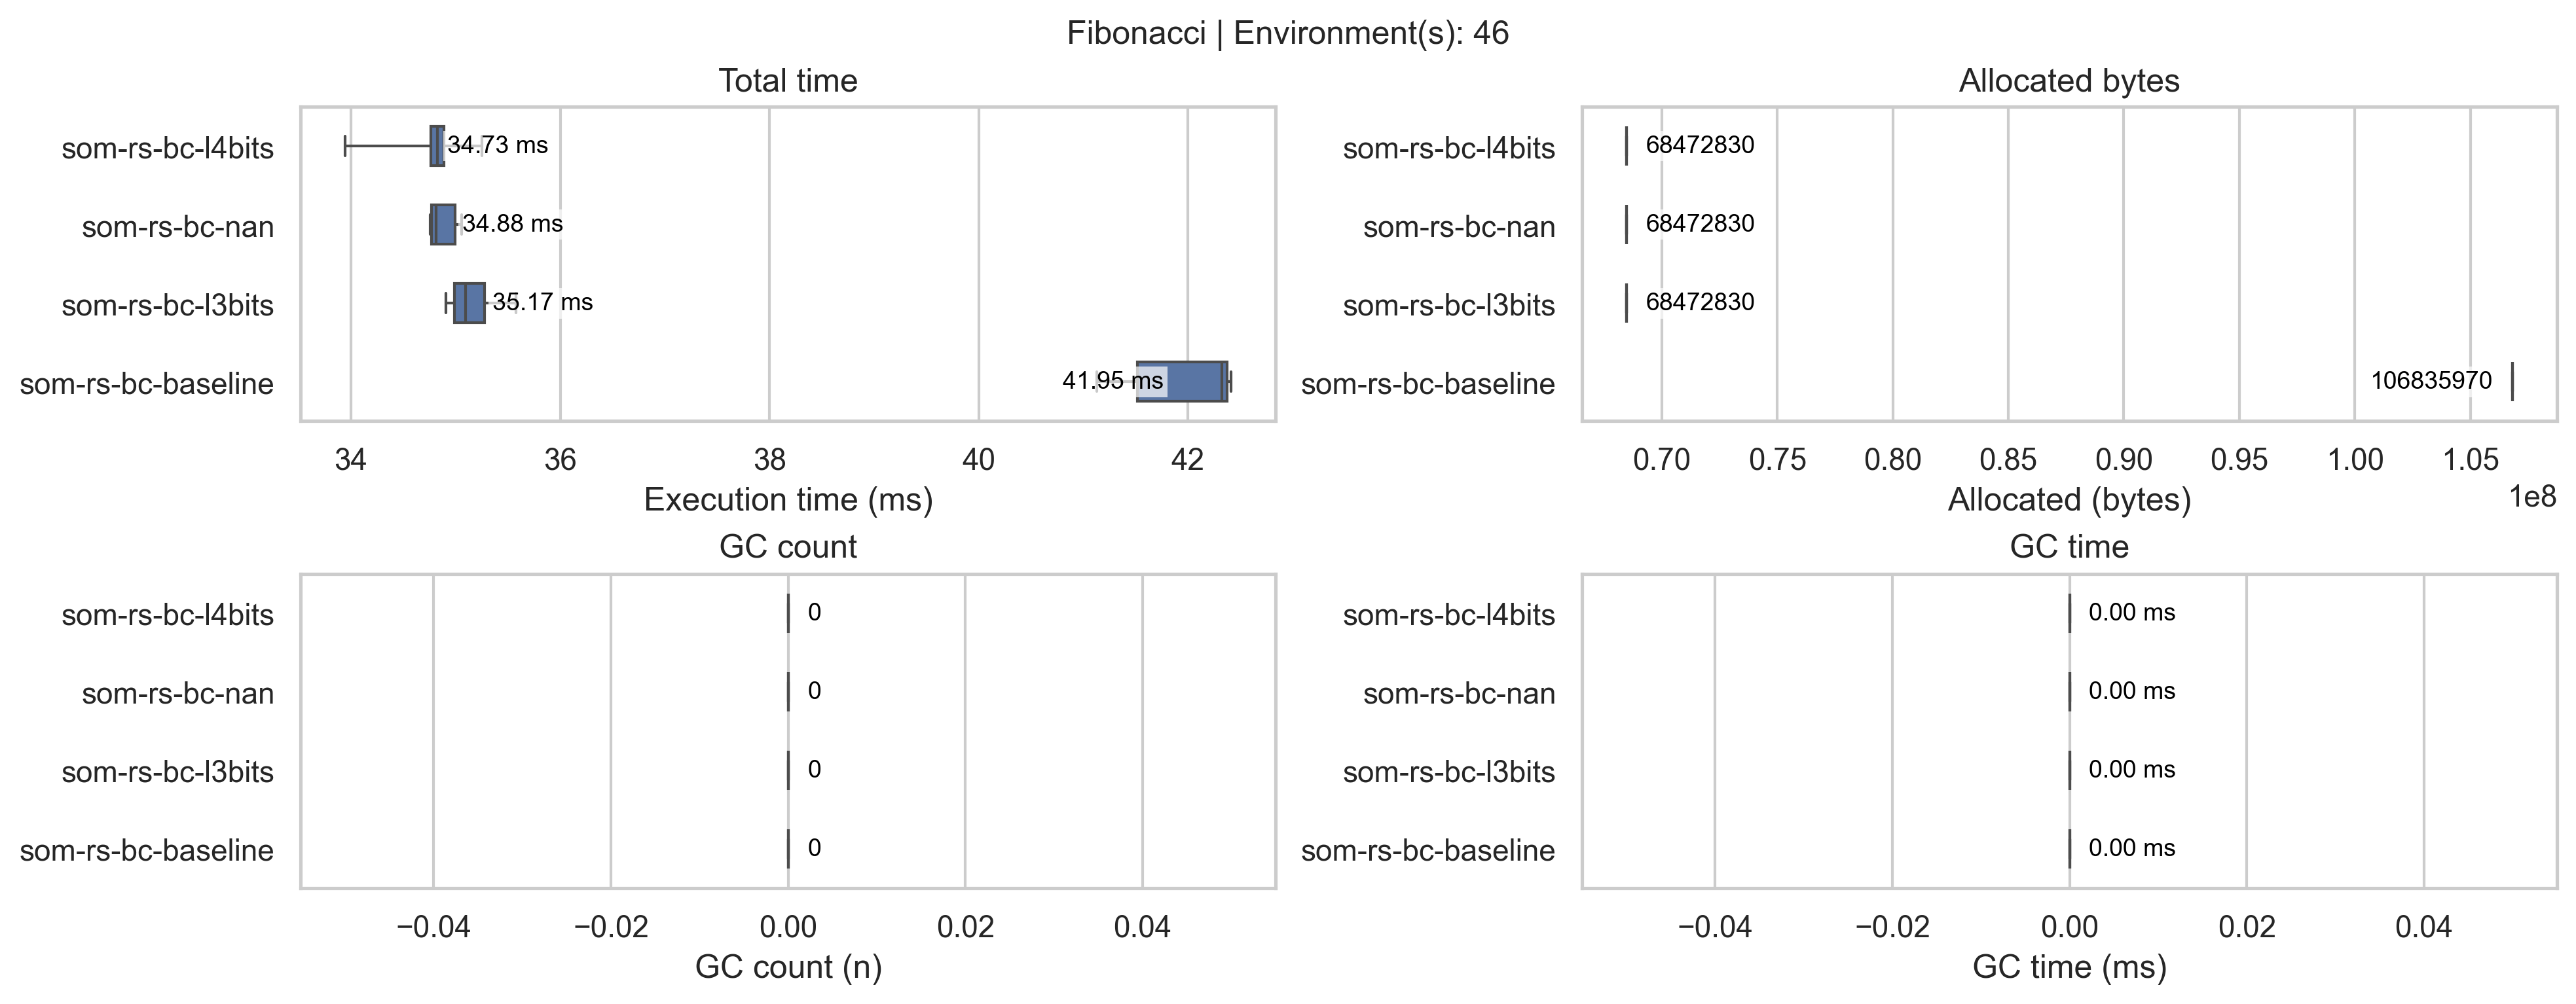 Fibonacci | Environment(s): 46
Total time
som-rs-bc-l4bits
34.73 ms
som-rs-bc-nan
34.88 ms
som-rs-bc-l3bits
35.17 ms
som-rs-bc-baseline
41.95 ms
34 36 38 40 42
Execution time (ms)
Allocated bytes
som-rs-bc-l4bits
68472830
som-rs-bc-nan
68472830
som-rs-bc-l3bits
68472830
som-rs-bc-baseline
106835970
0.70 0.75 0.80 0.85 0.90 0.95 1.00 1.05
1e8
Allocated (bytes)
GC count
som-rs-bc-l4bits
0
som-rs-bc-nan
0
som-rs-bc-l3bits
0
som-rs-bc-baseline
0
−0.04 −0.02 0.00 0.02 0.04
GC count (n)
GC time
som-rs-bc-l4bits
0.00 ms
som-rs-bc-nan
0.00 ms
som-rs-bc-l3bits
0.00 ms
som-rs-bc-baseline
0.00 ms
−0.04 −0.02 0.00 0.02 0.04
GC time (ms)